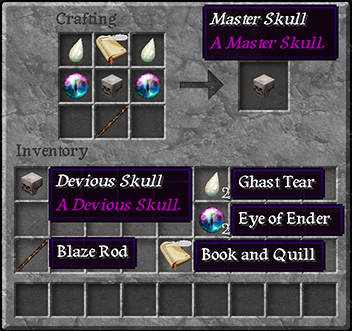 Crafting
Master Skull
A Master Skull.
Inventory
Devious Skull
A Devious Skull.
2
Ghast Tear
2
Eye of Ender
Blaze Rod
Book and Quill